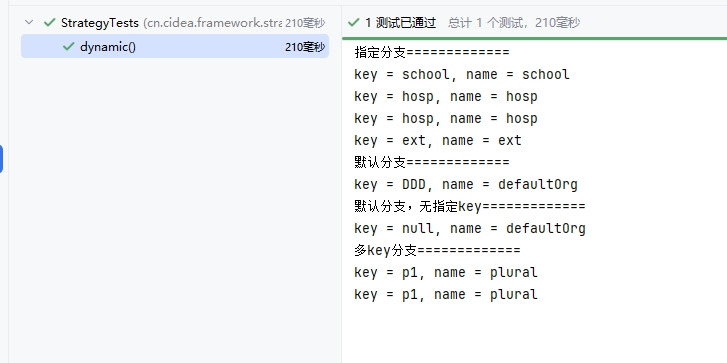 StrategyTests (cn.cidea.framework.stra 210毫秒
dynamic() 210毫秒
1 测试已通过 总计 1 个测试, 210毫秒
指定分支=============
key = school, name = school
key = hosp, name = hosp
key = hosp, name = hosp
key = ext, name = ext
默认分支=============
key = DDD, name = defaultOrg
默认分支，无指定key=============
key = null, name = defaultOrg
多key分支=============
key = p1, name = plural
key = p1, name = plural